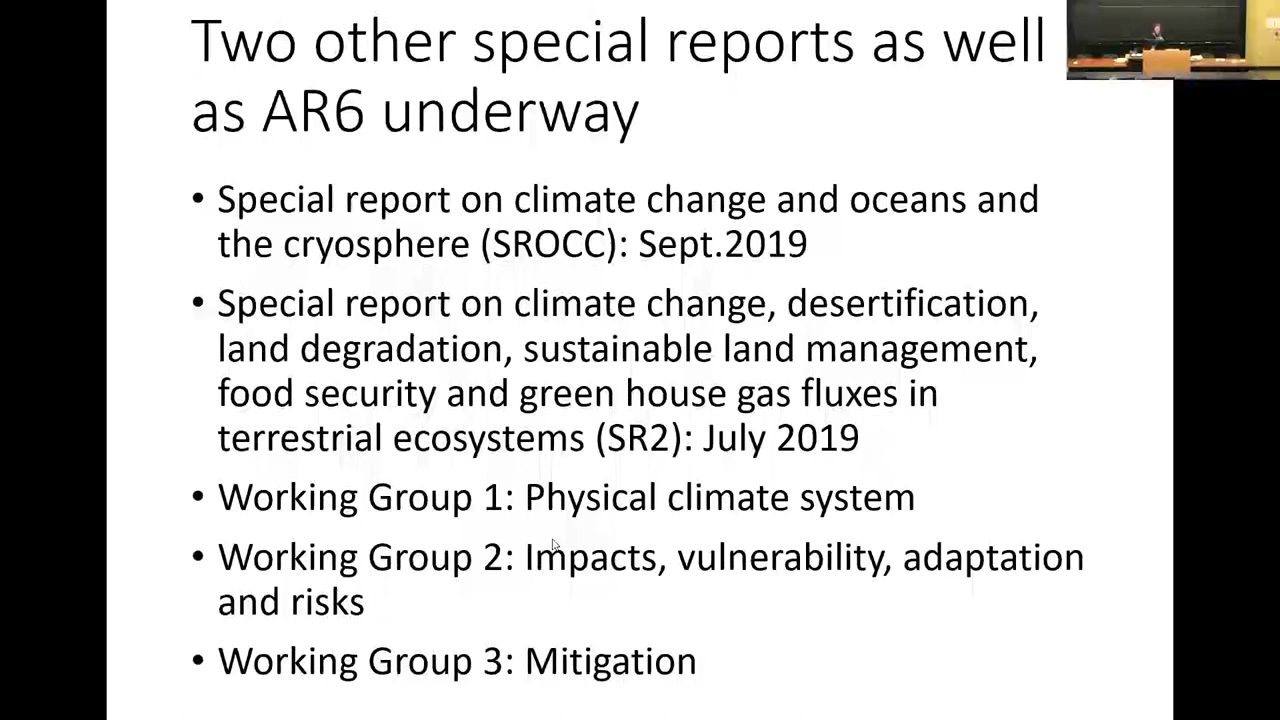 Two other special reports as well
as AR6 underway
• Special report on climate change and oceans and
the cryosphere (SROCC): Sept.2019
• Special report on climate change, desertification,
land degradation, sustainable land management,
food security and green house gas fluxes in
terrestrial ecosystems (SR2): July 2019
• Working Group 1: Physical climate system
• Working Group 2: Impacts, vulnerability, adaptation
and risks
• Working Group 3: Mitigation